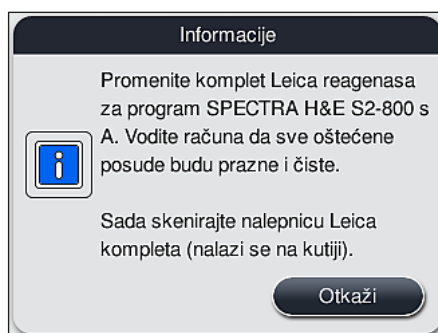 Informacije
Promenite komplet Leica reagenasa
za program SPECTRA H&E S2-800 s
A. Vodite računa da sve oštećene
posude budu prazne i čiste.
Sada skenirajte nalepnicu Leica
kompleta (nalazi se na kutiji).
Otkaži